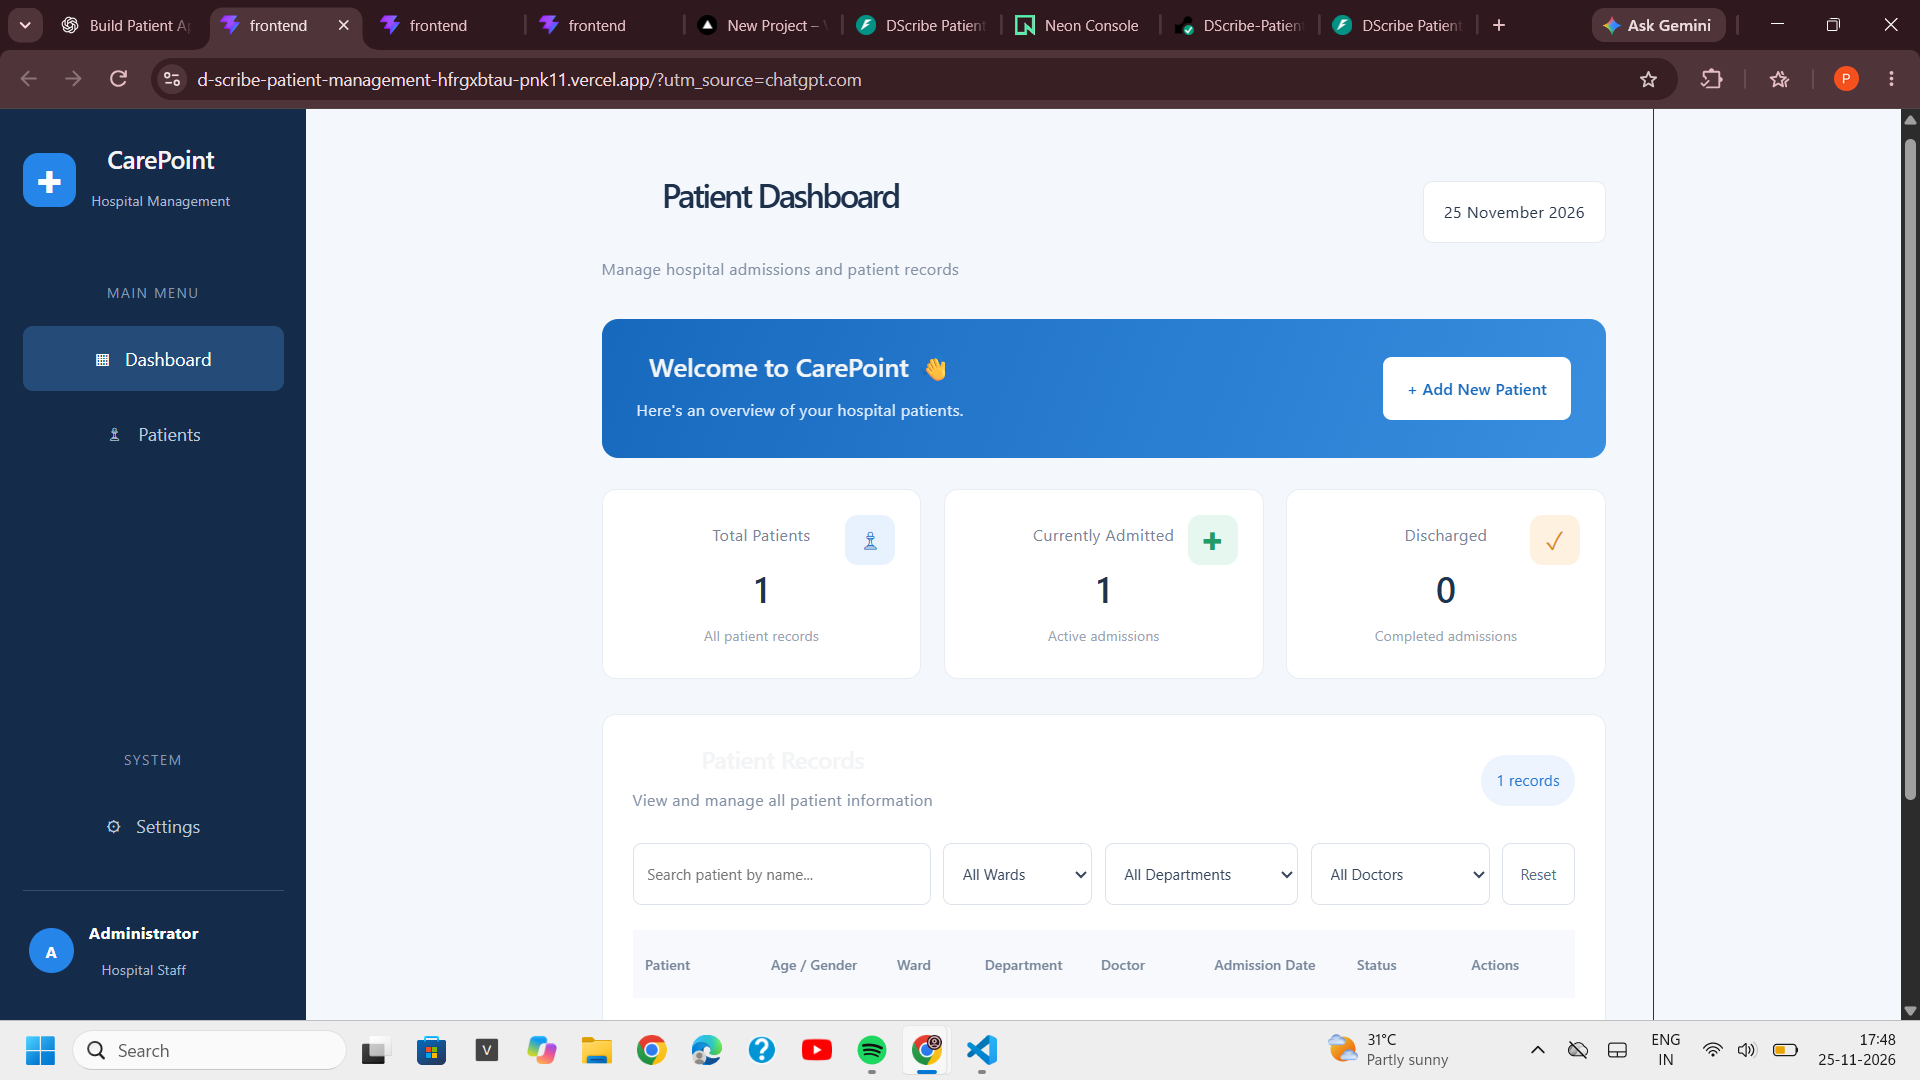 Build Patient Ap
frontend
frontend
frontend
New Project –
DScribe Patient
Neon Console
DScribe-Patien
DScribe Patient
Ask Gemini
d-scribe-patient-management-hfrgxbtau-pnk11.vercel.app/?utm_source=chatgpt.com
P
CarePoint
Hospital Management
MAIN MENU
Dashboard
Patients
SYSTEM
Settings
A
Administrator
Hospital Staff
Patient Dashboard
25 November 2026
Manage hospital admissions and patient records
Welcome to CarePoint 👋
Here's an overview of your hospital patients.
+ Add New Patient
Total Patients
1
All patient records
Currently Admitted
1
Active admissions
Discharged
0
Completed admissions
Patient Records
View and manage all patient information
1 records
Search patient by name...
All Wards
All Departments
All Doctors
Reset
Patient Age / Gender Ward Department Doctor Admission Date Status Actions
Search
V
31°C
Partly sunny
ENG
IN
17:48
25-11-2026